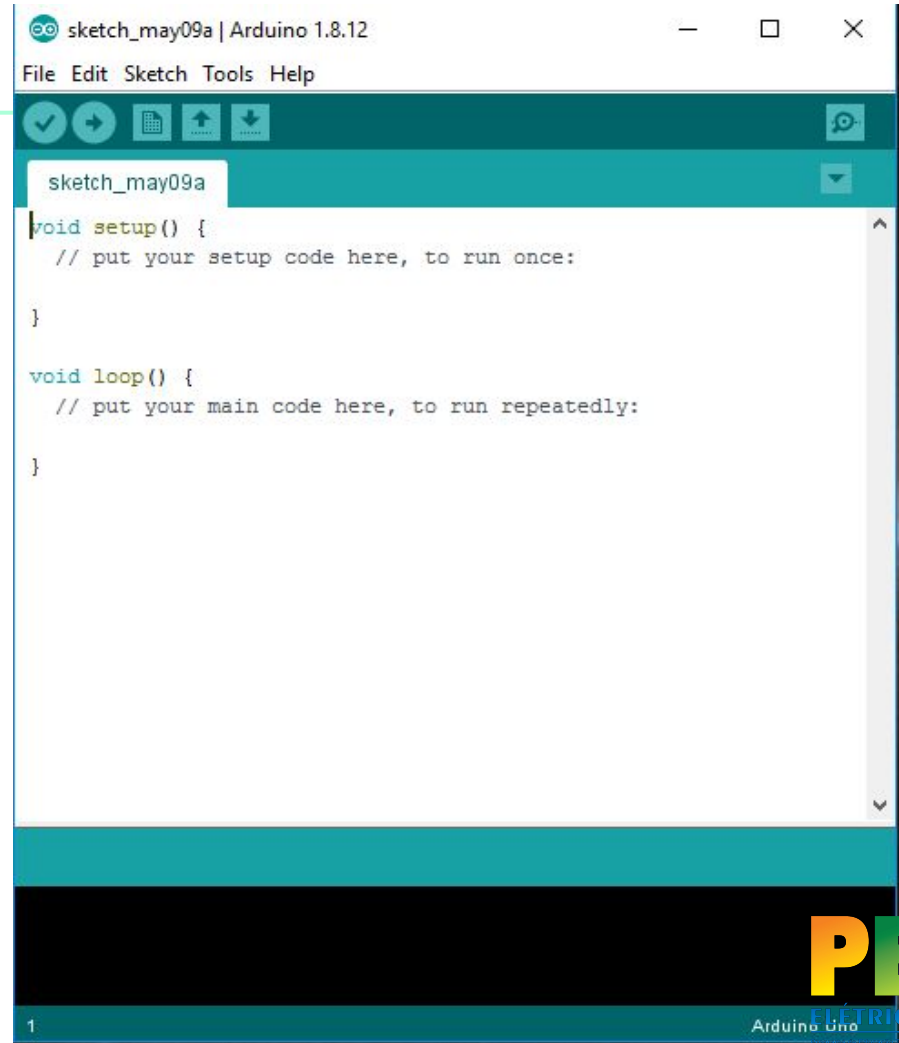 sketch_may09a | Arduino 1.8.12
File Edit Sketch Tools Help
sketch_may09a
void setup() {
  // put your setup code here, to run once:
}
void loop() {
  // put your main code here, to run repeatedly:
}
1
Arduino Uno